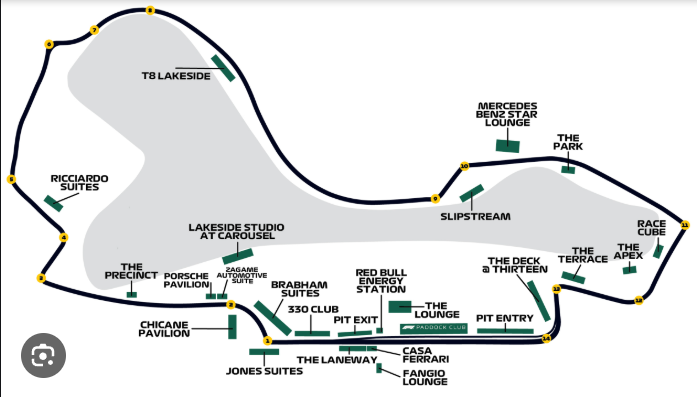 8
7
6
T8 LAKESIDE
MERCEDES
BENZ STAR
LOUNGE
THE
PARK
10
5
RICCIARDO
SUITES
9
SLIPSTREAM
11
RACE
CUBE
4
LAKESIDE STUDIO
AT CAROUSEL
THE DECK
@ THIRTEEN
THE
TERRACE
THE
APEX
THE
PRECINCT
PORSCHE
PAVILION
ZAGAME
AUTOMOTIVE
SUITE
BRABHAM
SUITES
RED BULL
ENERGY
STATION
13
12
330 CLUB
PIT EXIT
THE
LOUNGE
PIT ENTRY
F1 PADDOCK CLUB
CHICANE
PAVILION
1
14
JONES SUITES
THE LANEWAY
CASA
FERRARI
FANGIO
LOUNGE